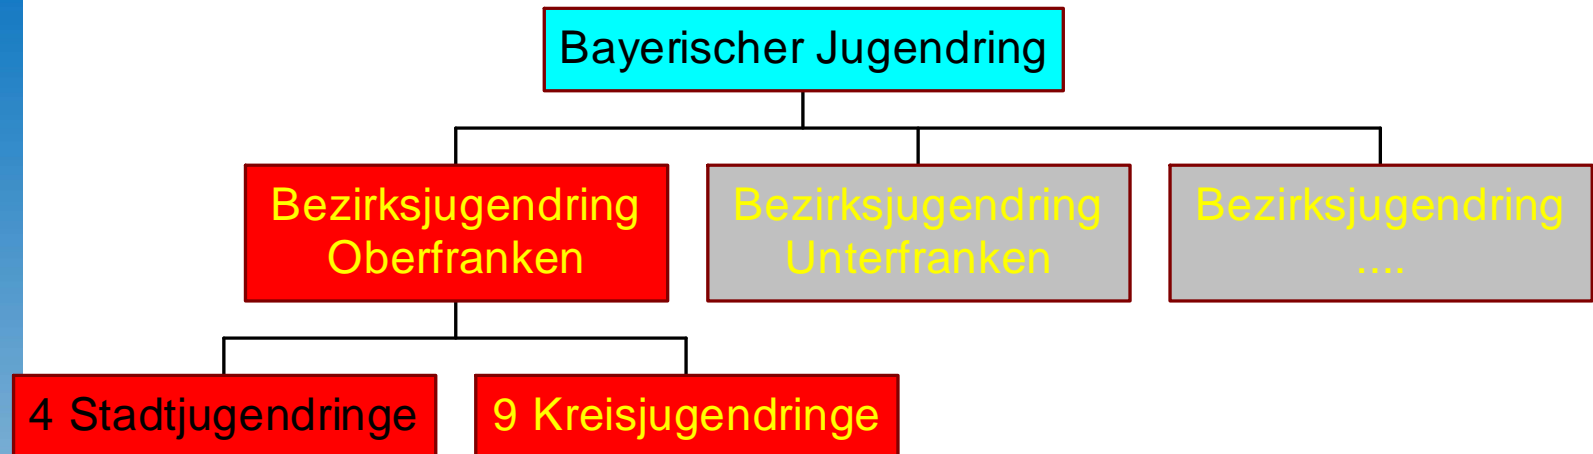 Bayerischer Jugendring
Bezirksjugendring
Oberfranken
Bezirksjugendring
Unterfranken
Bezirksjugendring
....
4 Stadtjugendringe
9 Kreisjugendringe